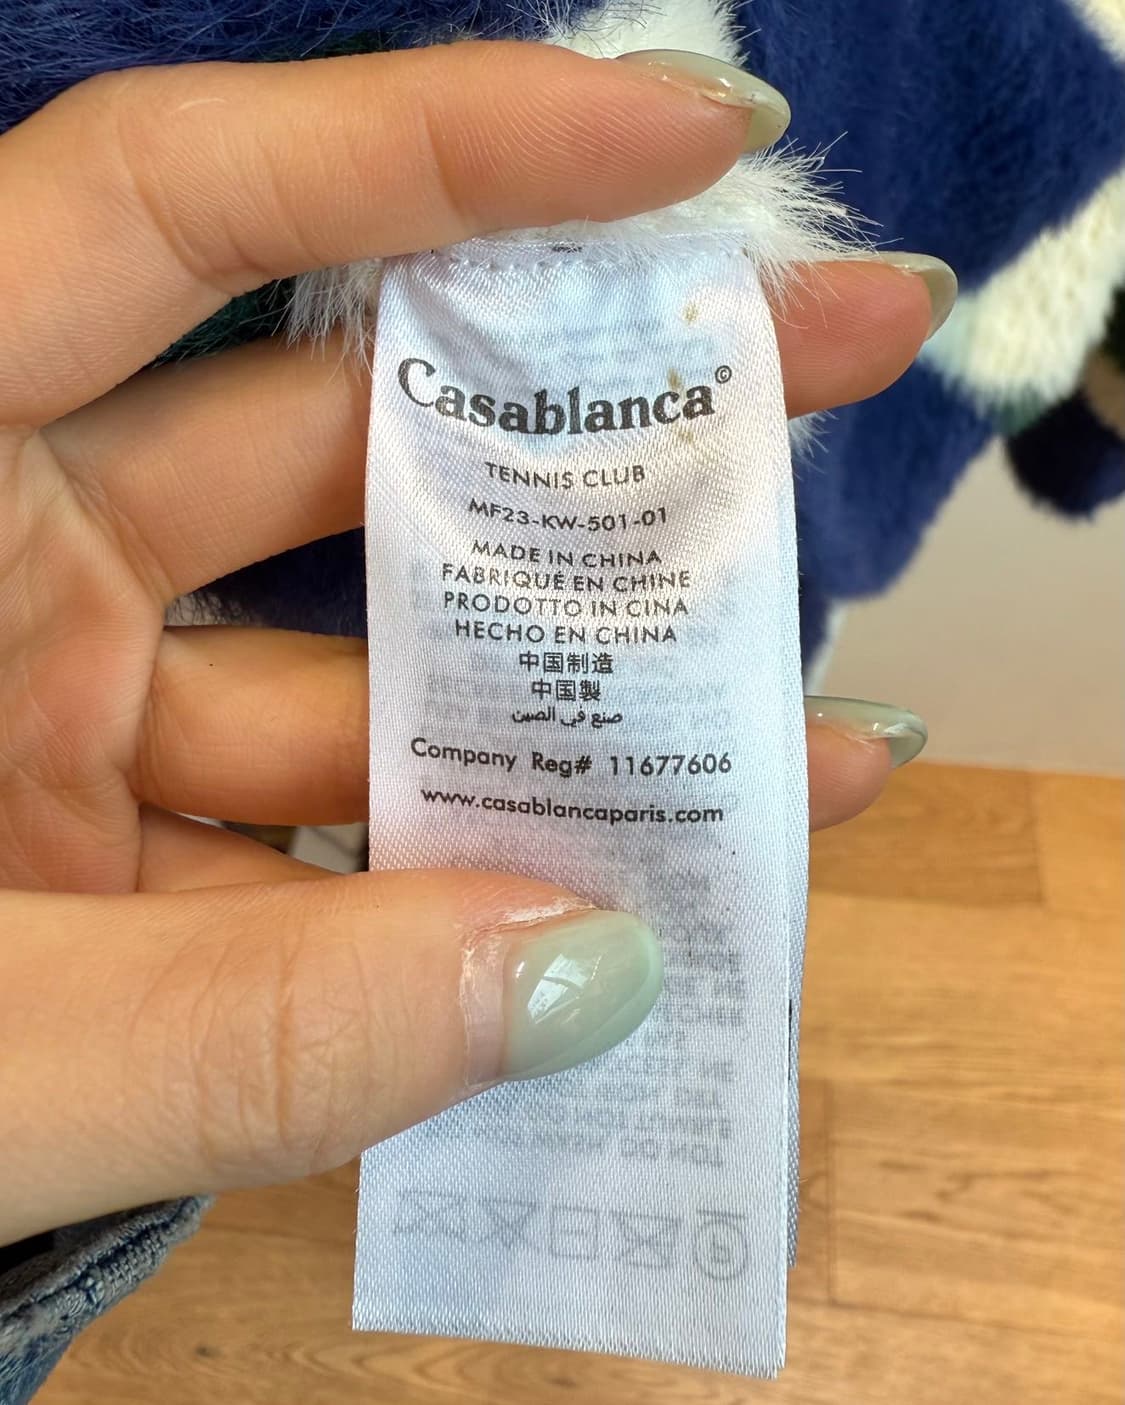 Casablanca©
TENNIS CLUB
MF23-KW-501-01
MADE IN CHINA
FABRIQUÉ EN CHINE
PRODOTTO IN CINA
HECHO EN CHINA
中国制造
中国製
صنع في الصين
Company Reg# 11677606
www.casablancaparis.com